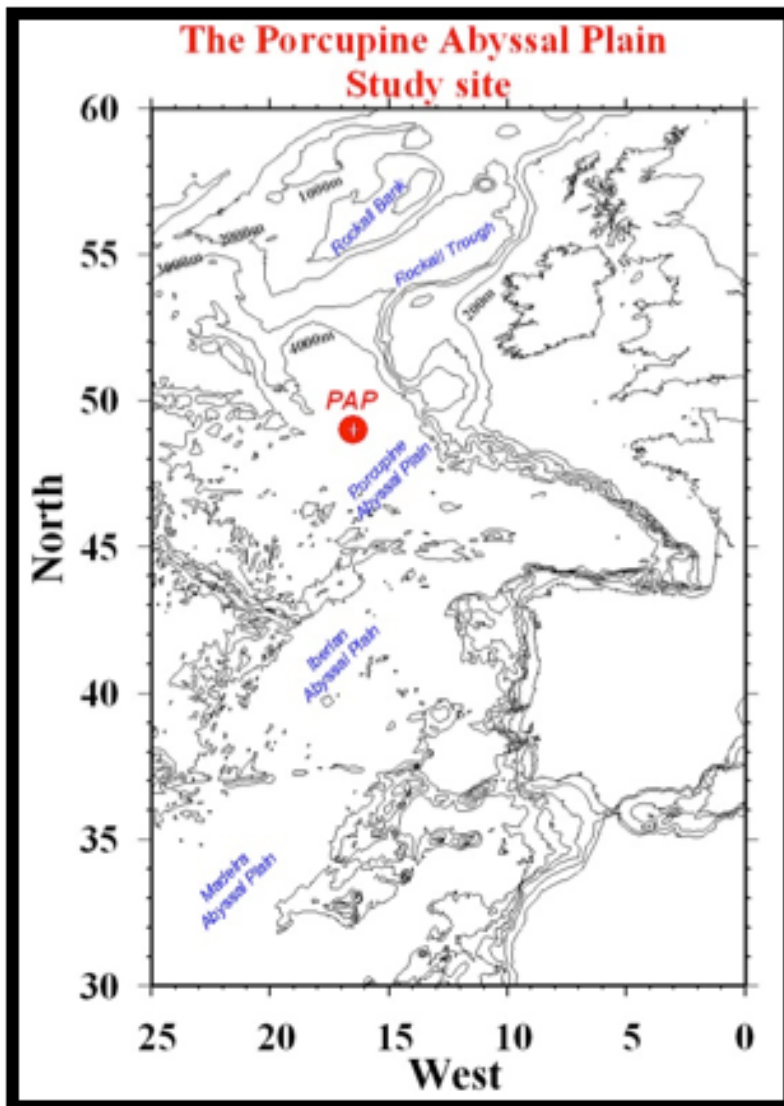 The Porcupine Abyssal Plain
Study site
60
1000m
Rockall Bank
2000m
55
3000m
Rockall Trough
200m
4000m
50
PAP
Porcupine
Abyssal Plain
North
45
Iberian
Abyssal Plain
40
35
Madeira
Abyssal Plain
30
25 20 15 10 5 0
West